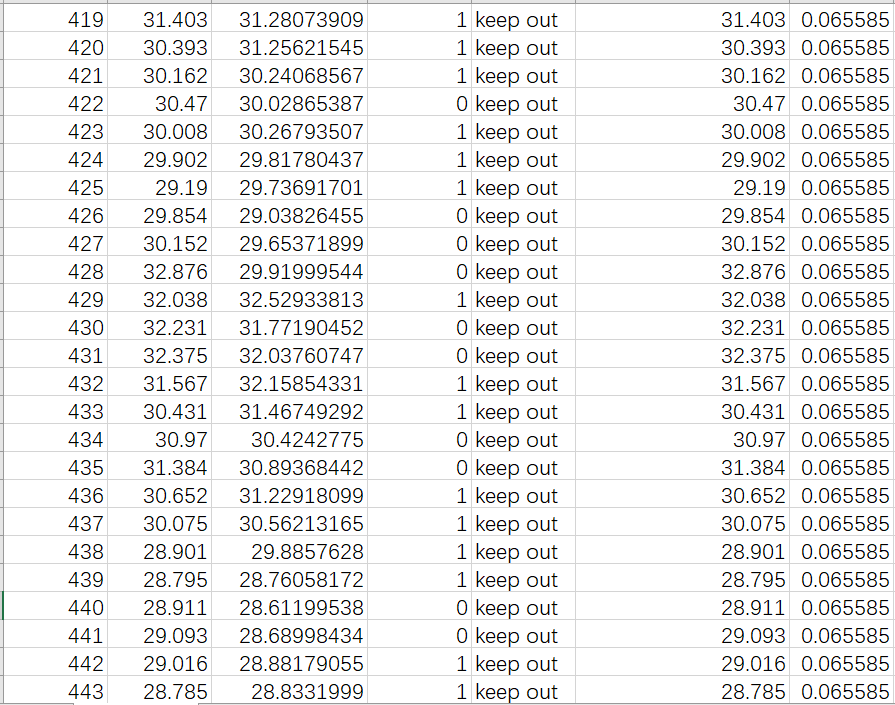 419 31.403 31.28073909 1 keep out 31.403 0.065585
420 30.393 31.25621545 1 keep out 30.393 0.065585
421 30.162 30.24068567 1 keep out 30.162 0.065585
422 30.47 30.02865387 0 keep out 30.47 0.065585
423 30.008 30.26793507 1 keep out 30.008 0.065585
424 29.902 29.81780437 1 keep out 29.902 0.065585
425 29.19 29.73691701 1 keep out 29.19 0.065585
426 29.854 29.03826455 0 keep out 29.854 0.065585
427 30.152 29.65371899 0 keep out 30.152 0.065585
428 32.876 29.91999544 0 keep out 32.876 0.065585
429 32.038 32.52933813 1 keep out 32.038 0.065585
430 32.231 31.77190452 0 keep out 32.231 0.065585
431 32.375 32.03760747 0 keep out 32.375 0.065585
432 31.567 32.15854331 1 keep out 31.567 0.065585
433 30.431 31.46749292 1 keep out 30.431 0.065585
434 30.97 30.4242775 0 keep out 30.97 0.065585
435 31.384 30.89368442 0 keep out 31.384 0.065585
436 30.652 31.22918099 1 keep out 30.652 0.065585
437 30.075 30.56213165 1 keep out 30.075 0.065585
438 28.901 29.8857628 1 keep out 28.901 0.065585
439 28.795 28.76058172 1 keep out 28.795 0.065585
440 28.911 28.61199538 0 keep out 28.911 0.065585
441 29.093 28.68998434 0 keep out 29.093 0.065585
442 29.016 28.88179055 1 keep out 29.016 0.065585
443 28.785 28.8331999 1 keep out 28.785 0.065585